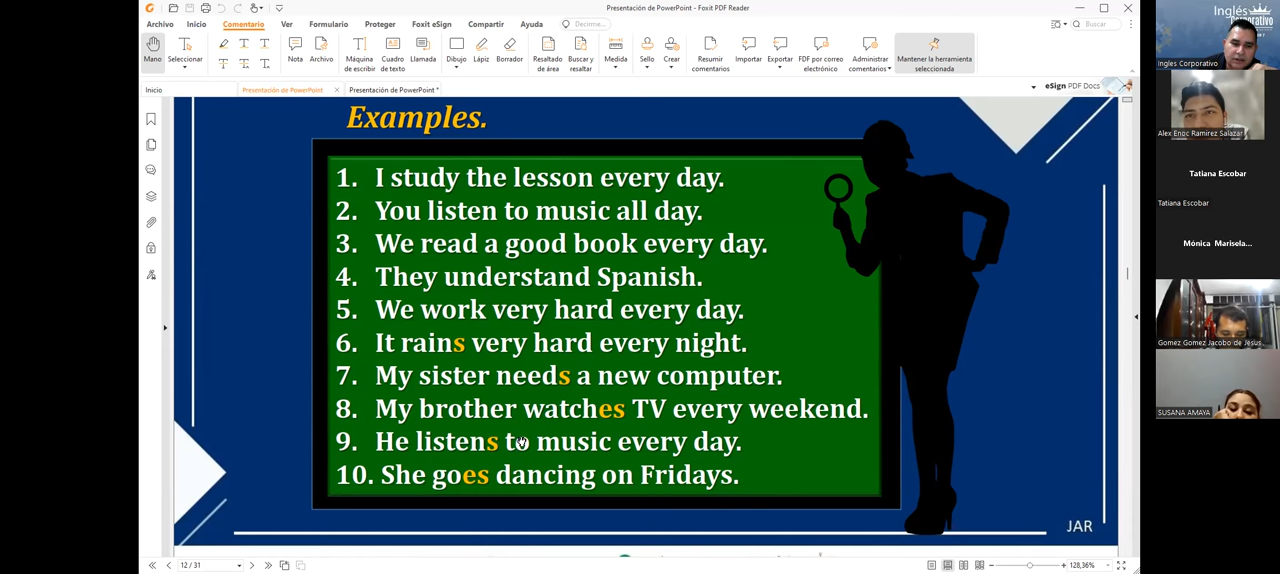 Presentación de PowerPoint - Foxit PDF Reader
Archivo Inicio Comentario Ver Formulario Proteger Foxit eSign Compartir Ayuda Decirme... Buscar
Mano Seleccionar Nota Archivo Máquina de escribir Cuadro de texto Llamada Dibujo Lápiz Borrador Resaltado de área Buscar y resaltar Medida Sello Crear Resumir comentarios Importar Exportar PDF por correo electrónico Administrar comentarios Mantener la herramienta seleccionada
Inicio Presentación de PowerPoint Presentación de PowerPoint * eSign PDF Docs
Examples.
1. I study the lesson every day.
2. You listen to music all day.
3. We read a good book every day.
4. They understand Spanish.
5. We work very hard every day.
6. It rains very hard every night.
7. My sister needs a new computer.
8. My brother watches TV every weekend.
9. He listens to music every day.
10. She goes dancing on Fridays.
JAR
12 / 31
128,36%
Inglés
Corporativo
Ingles Corporativo
Alex Enoc Ramirez Salazar
Tatiana Escobar
Tatiana Escobar
Mónica Marisela...
Gomez Gomez Jacobo de Jesús
SUSANA AMAYA